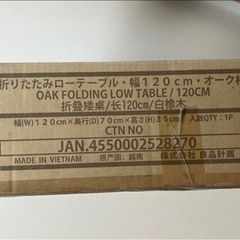 折りたたみローテーブル・幅120cm・オーク材
OAK FOLDING LOW TABLE / 120CM
折叠矮桌/长120cm/白橡木
幅(W)120cm×奥行(D)70cm×高さ(H)35cm 入数QTY:1P
CTN NO
JAN.4550002528270
MADE IN VIETNAM 原产国:越南 株式会社 良品計画